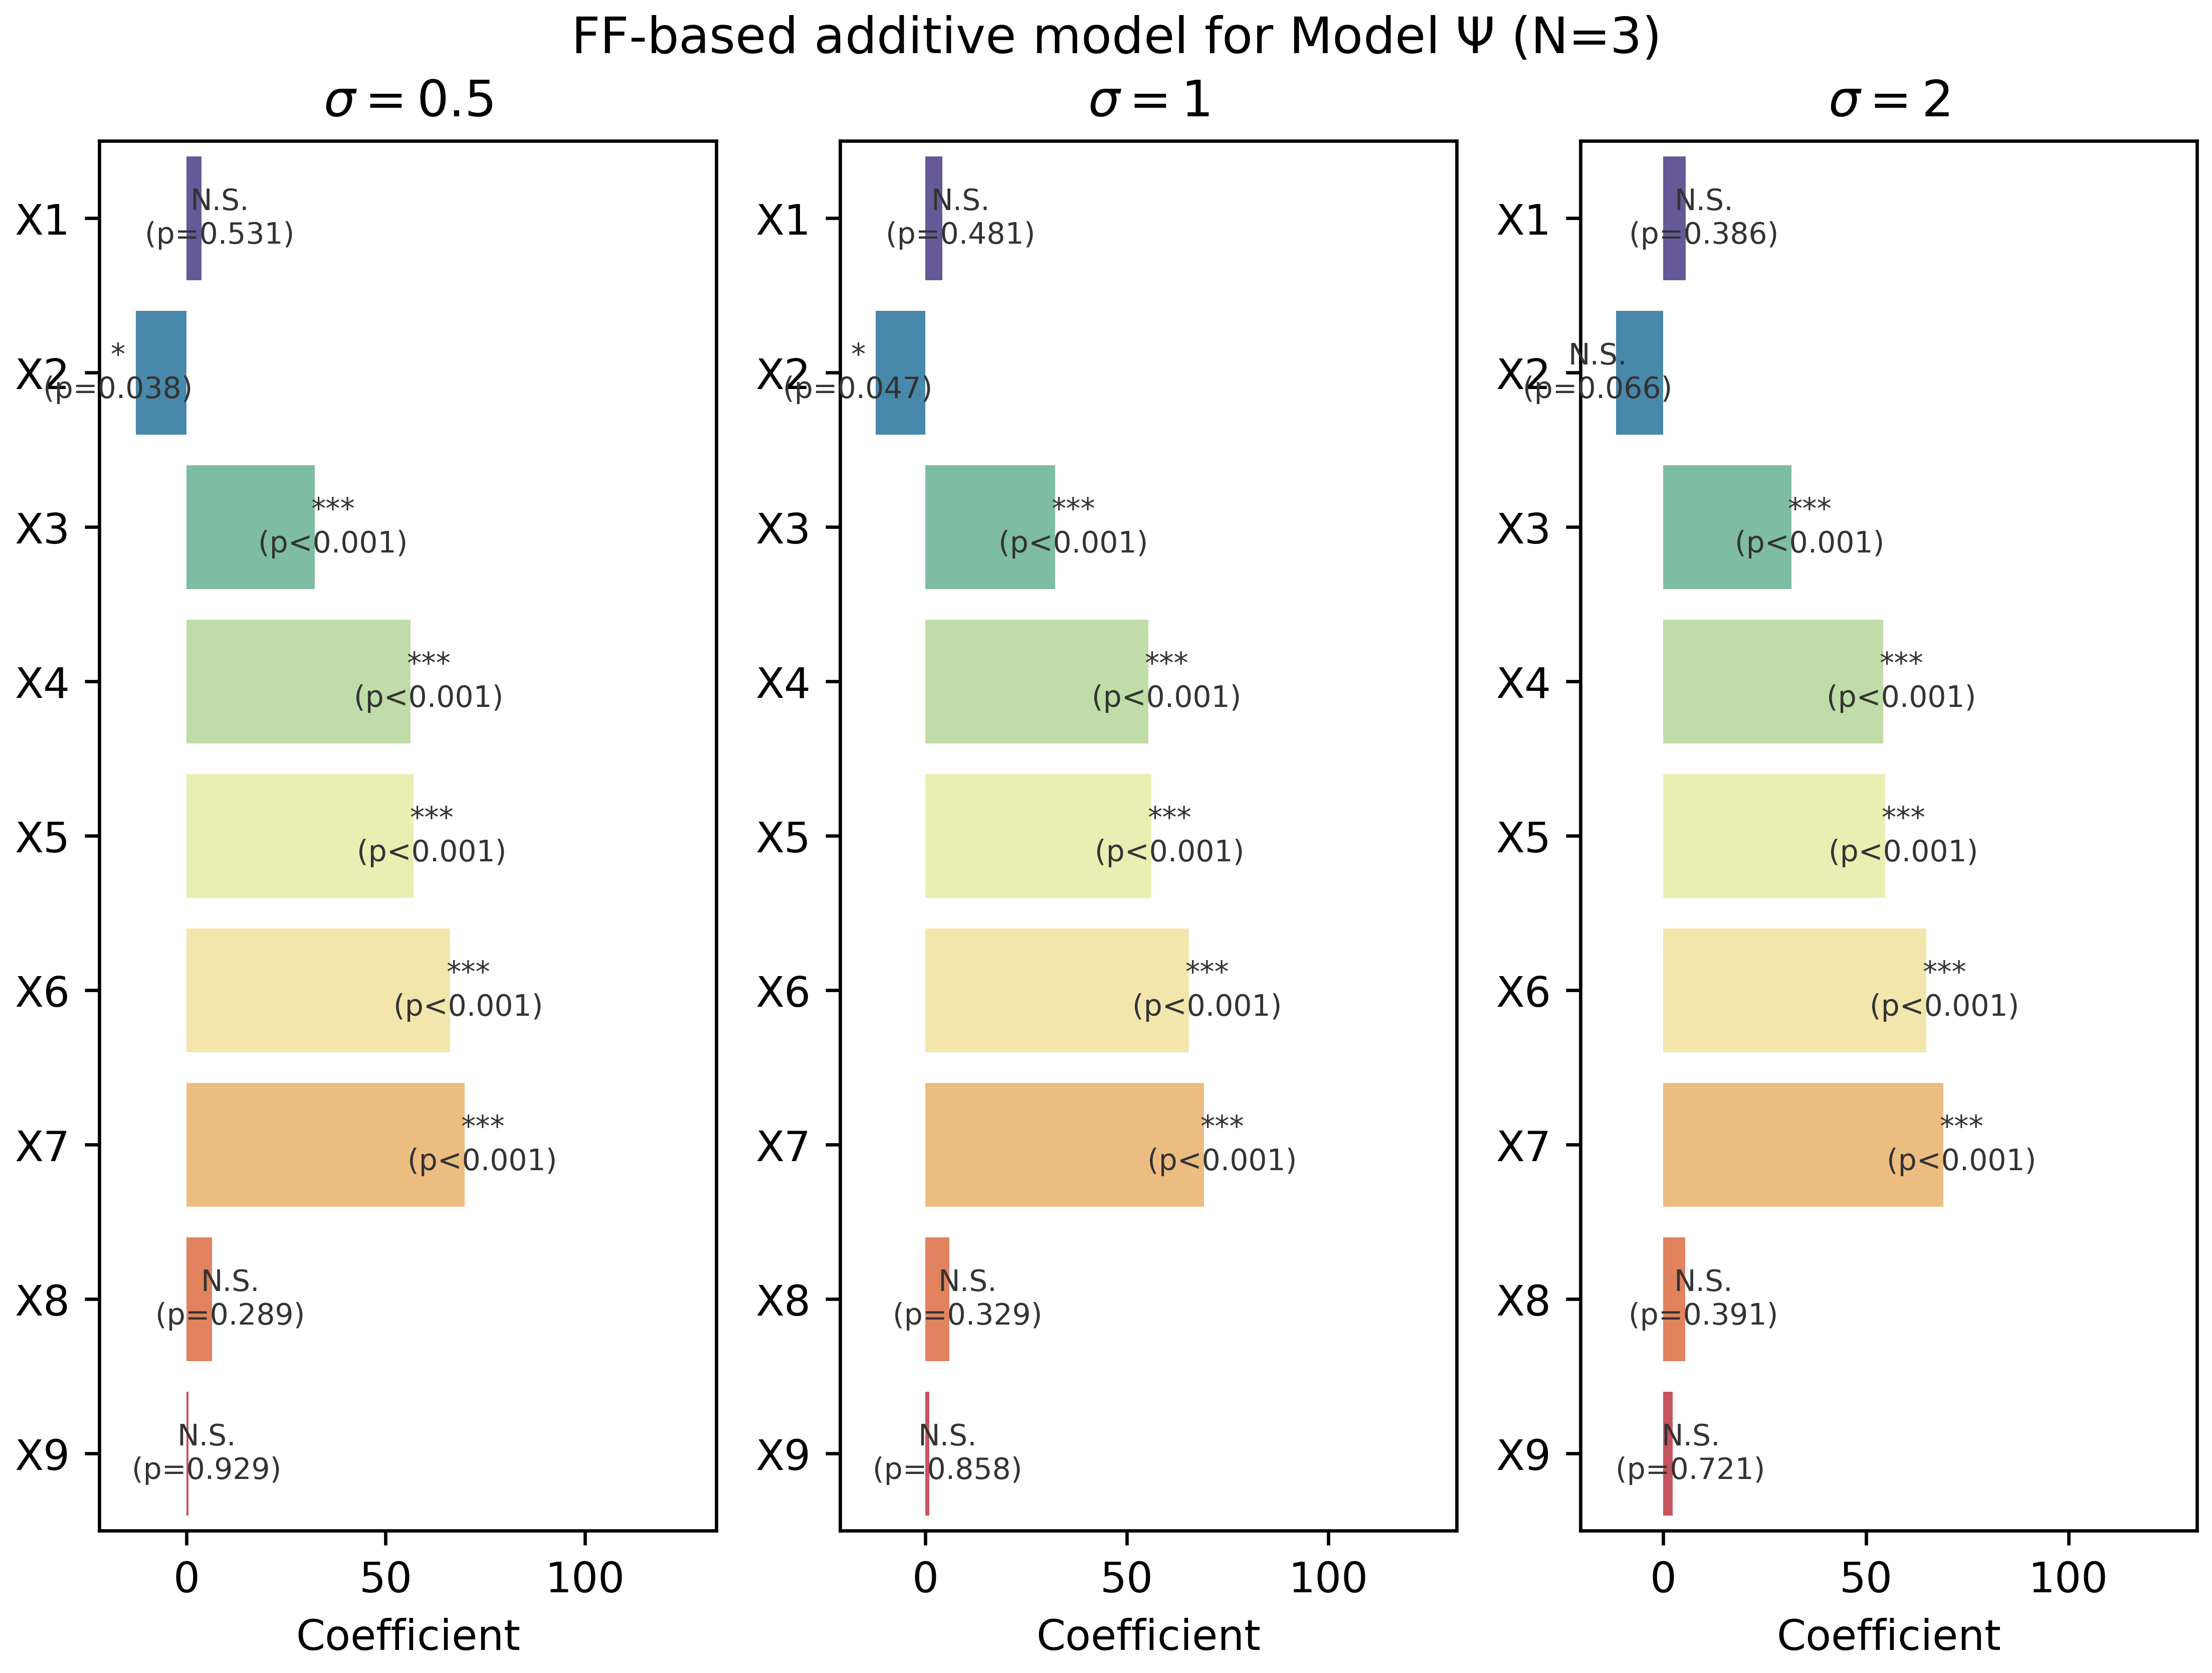 FF-based additive model for Model Ψ (N=3)
σ = 0.5
X1
N.S.
(p=0.531)
X2
*
(p=0.038)
X3
***
(p<0.001)
X4
***
(p<0.001)
X5
***
(p<0.001)
X6
***
(p<0.001)
X7
***
(p<0.001)
X8
N.S.
(p=0.289)
X9
N.S.
(p=0.929)
0 50 100
Coefficient
σ = 1
X1
N.S.
(p=0.481)
X2
*
(p=0.047)
X3
***
(p<0.001)
X4
***
(p<0.001)
X5
***
(p<0.001)
X6
***
(p<0.001)
X7
***
(p<0.001)
X8
N.S.
(p=0.329)
X9
N.S.
(p=0.858)
0 50 100
Coefficient
σ = 2
X1
N.S.
(p=0.386)
X2
N.S.
(p=0.066)
X3
***
(p<0.001)
X4
***
(p<0.001)
X5
***
(p<0.001)
X6
***
(p<0.001)
X7
***
(p<0.001)
X8
N.S.
(p=0.391)
X9
N.S.
(p=0.721)
0 50 100
Coefficient